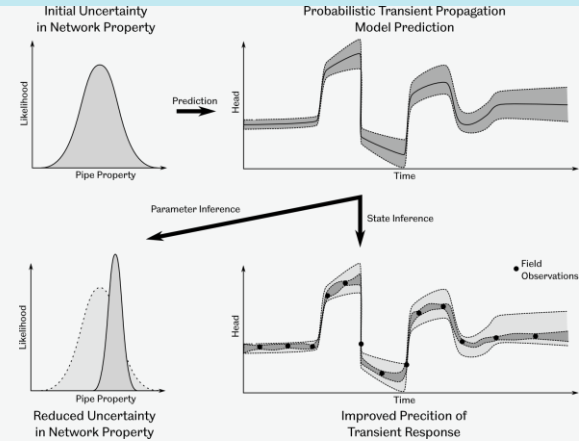 Initial Uncertainty
in Network Property
Probabilistic Transient Propagation
Model Prediction
Likelihood
Prediction
Head
Pipe Property
Time
Parameter Inference
State Inference
Field
Observations
Likelihood
Head
Pipe Property
Time
Reduced Uncertainty
in Network Property
Improved Precition of
Transient Response